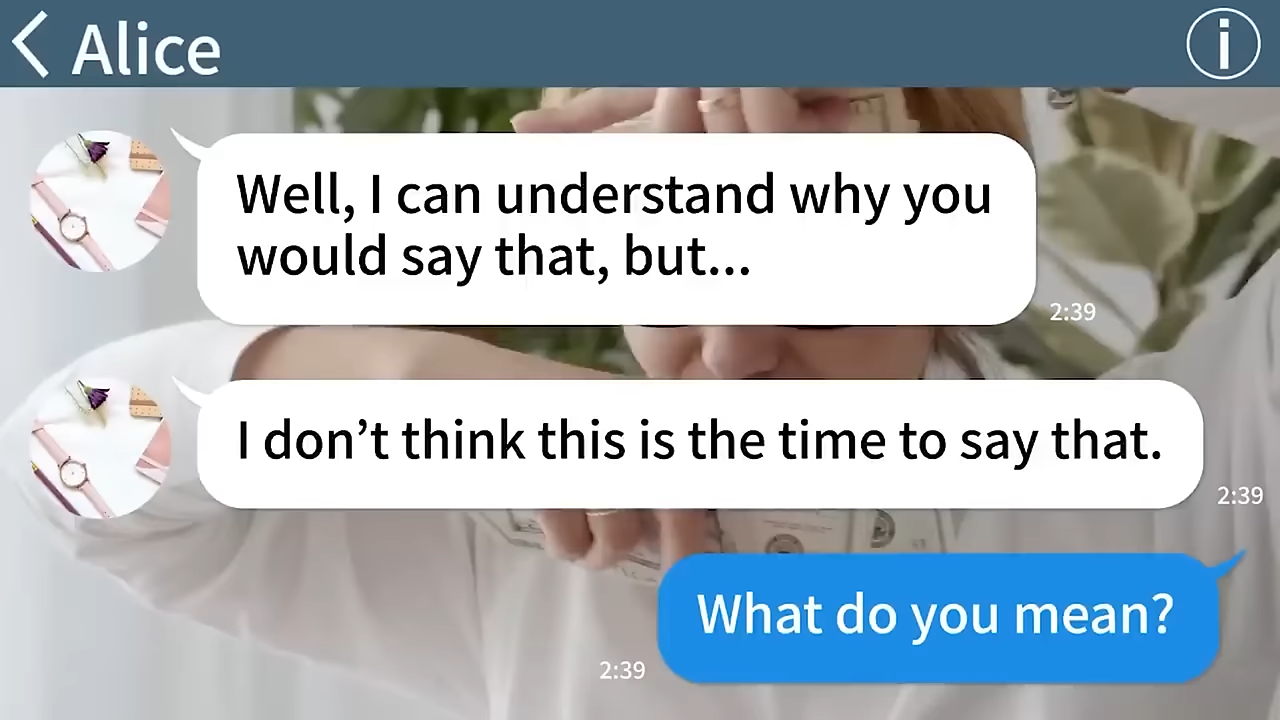 Alice
Well, I can understand why you
would say that, but...
2:39
I don’t think this is the time to say that.
2:39
What do you mean?
2:39